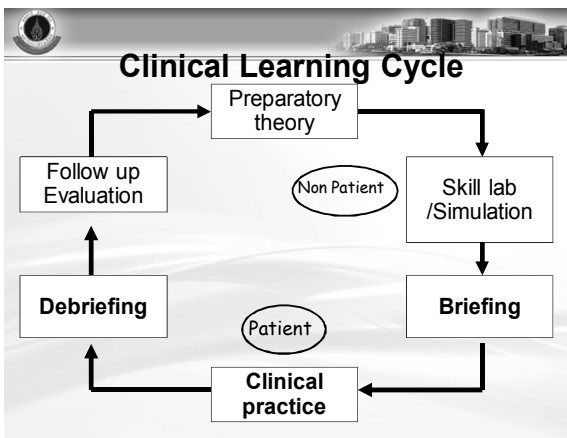 Clinical Learning Cycle
Preparatory
theory
Follow up
Evaluation
Non Patient
Skill lab
/Simulation
Debriefing
Briefing
Patient
Clinical
practice